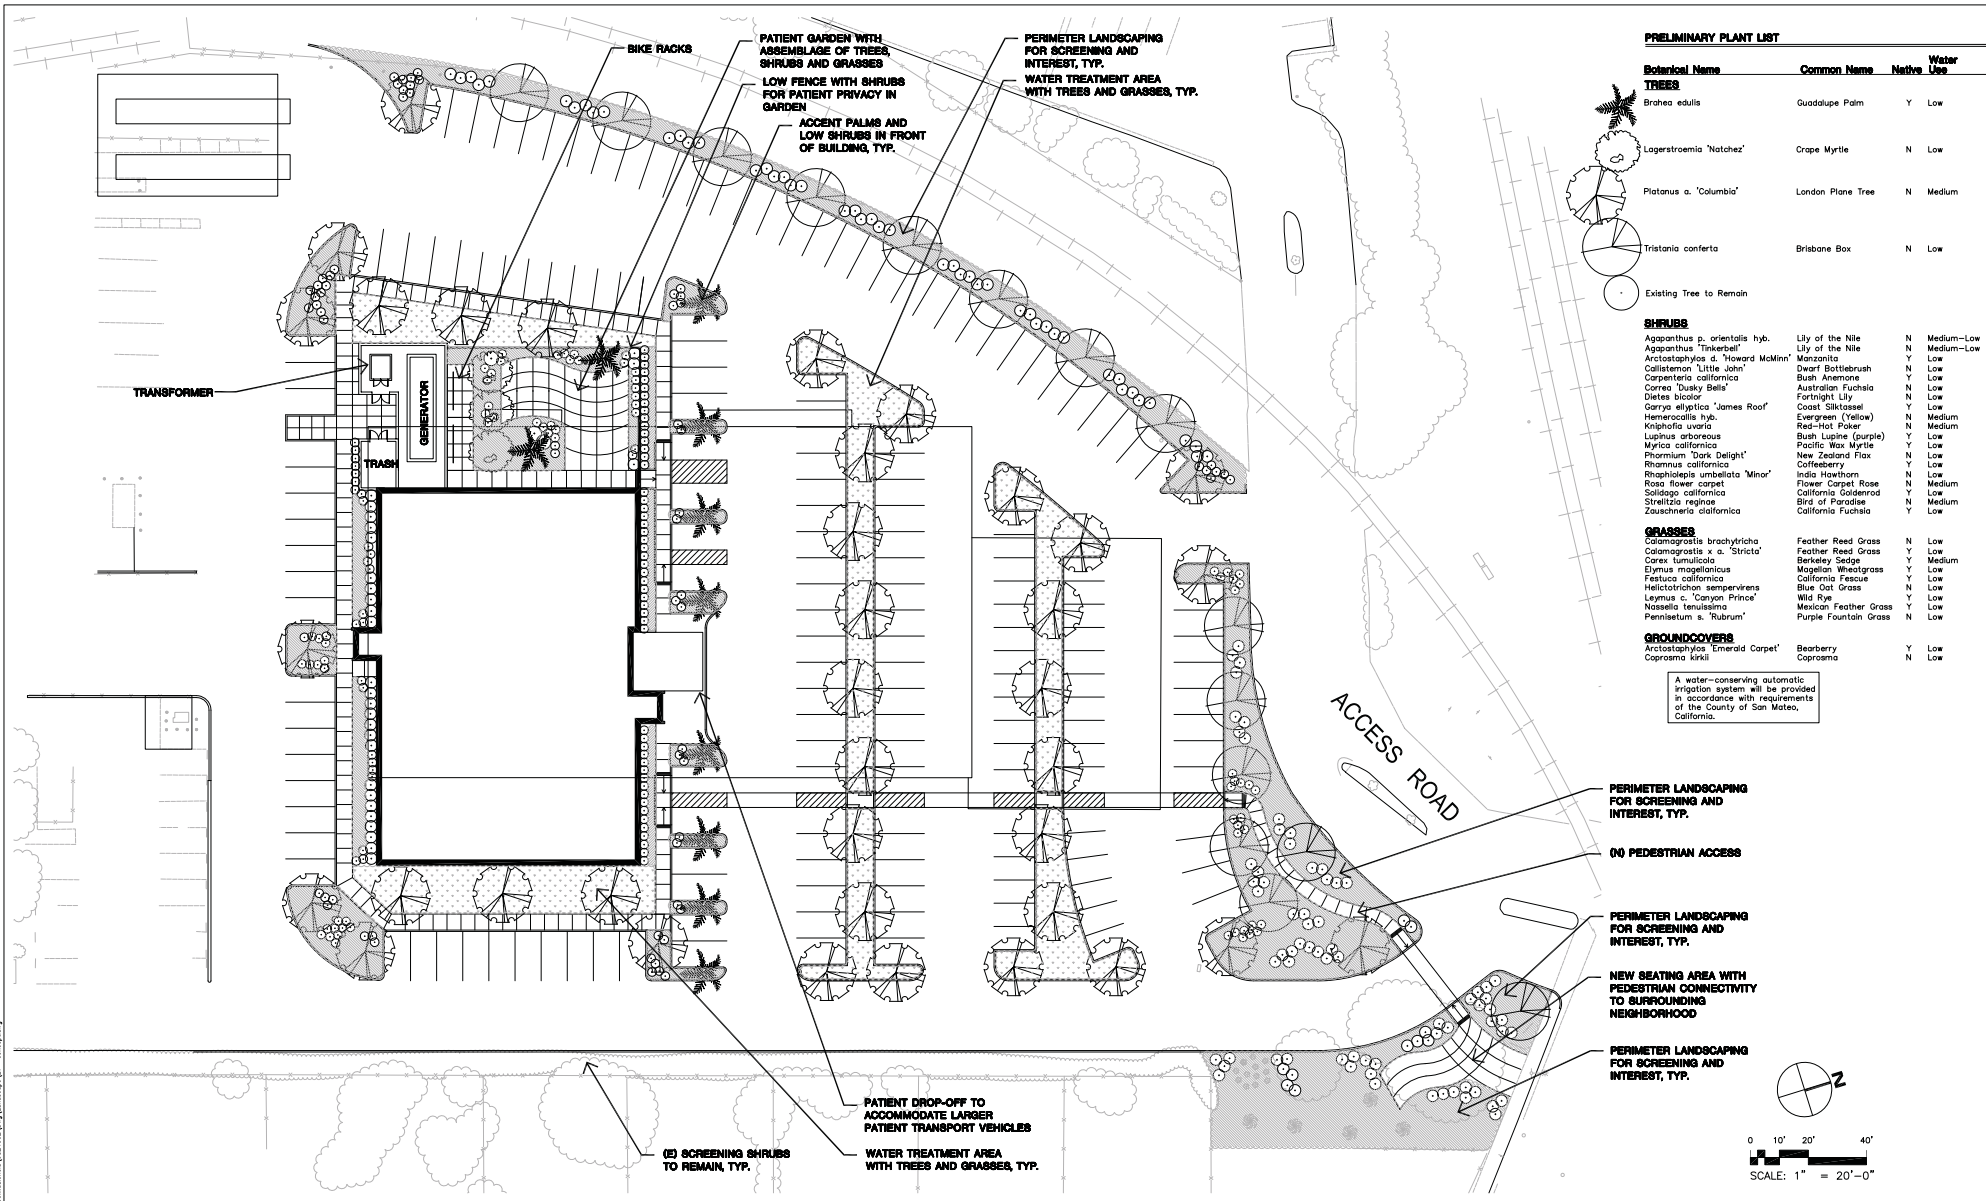 BIKE RACKS
PATIENT GARDEN WITH
ASSEMBLAGE OF TREES,
SHRUBS AND GRASSES
LOW FENCE WITH SHRUBS
FOR PATIENT PRIVACY IN
GARDEN
ACCENT PALMS AND
LOW SHRUBS IN FRONT
OF BUILDING, TYP.
PERIMETER LANDSCAPING
FOR SCREENING AND
INTEREST, TYP.
WATER TREATMENT AREA
WITH TREES AND GRASSES, TYP.
TRANSFORMER
GENERATOR
TRASH
ACCESS ROAD
PERIMETER LANDSCAPING
FOR SCREENING AND
INTEREST, TYP.
(N) PEDESTRIAN ACCESS
PERIMETER LANDSCAPING
FOR SCREENING AND
INTEREST, TYP.
NEW SEATING AREA WITH
PEDESTRIAN CONNECTIVITY
TO SURROUNDING
NEIGHBORHOOD
PERIMETER LANDSCAPING
FOR SCREENING AND
INTEREST, TYP.
PATIENT DROP-OFF TO
ACCOMMODATE LARGER
PATIENT TRANSPORT VEHICLES
(E) SCREENING SHRUBS
TO REMAIN, TYP.
WATER TREATMENT AREA
WITH TREES AND GRASSES, TYP.
PRELIMINARY PLANT LIST
Botanical Name Common Name Native Water Use
TREES
Brahea edulis Guadalupe Palm Y Low
Lagerstroemia 'Natchez' Crape Myrtle N Low
Platanus a. 'Columbia' London Plane Tree N Medium
Tristania conferta Brisbane Box N Low
Existing Tree to Remain
SHRUBS
Agapanthus p. orientalis hyb. Lily of the Nile N Medium-Low
Agapanthus 'Tinkerbell' Lily of the Nile N Medium-Low
Arctostaphylos d. 'Howard McMinn' Manzanita Y Low
Callistemon 'Little John' Dwarf Bottlebrush N Low
Carpenteria californica Bush Anemone Y Low
Correa 'Dusky Bells' Australian Fuchsia N Low
Dietes bicolor Fortnight Lily N Low
Garrya ellyptica 'James Roof' Coast Silktassel Y Low
Hemerocallis hyb. Evergreen (Yellow) N Medium
Kniphofia uvaria Red-Hot Poker N Medium
Lupinus arboreous Bush Lupine (purple) Y Low
Myrica californica Pacific Wax Myrtle Y Low
Phormium 'Dark Delight' New Zealand Flax N Low
Rhamnus californica Coffeeberry Y Low
Rhaphiolepis umbellata 'Minor' India Hawthorn N Low
Rosa flower carpet Flower Carpet Rose N Medium
Solidago californica California Goldenrod Y Low
Strelitzia reginae Bird of Paradise N Medium
Zauschneria claifornica California Fuchsia Y Low
GRASSES
Calamagrostis brachytricha Feather Reed Grass N Low
Calamagrostis x a. 'Stricta' Feather Reed Grass Y Low
Carex tumulicola Berkeley Sedge Y Medium
Elymus magellanicus Magellan Wheatgrass Y Low
Festuca californica California Fescue Y Low
Helictotrichon sempervirens Blue Oat Grass N Low
Leymus c. 'Canyon Prince' Wild Rye Y Low
Nassella tenuissima Mexican Feather Grass Y Low
Pennisetum s. 'Rubrum' Purple Fountain Grass N Low
GROUNDCOVERS
Arctostaphylos 'Emerald Carpet' Bearberry Y Low
Coprosma kirkii Coprosma N Low
A water-conserving automatic
irrigation system will be provided
in accordance with requirements
of the County of San Mateo,
California.
N
0 10' 20' 40'
SCALE: 1" = 20'-0"